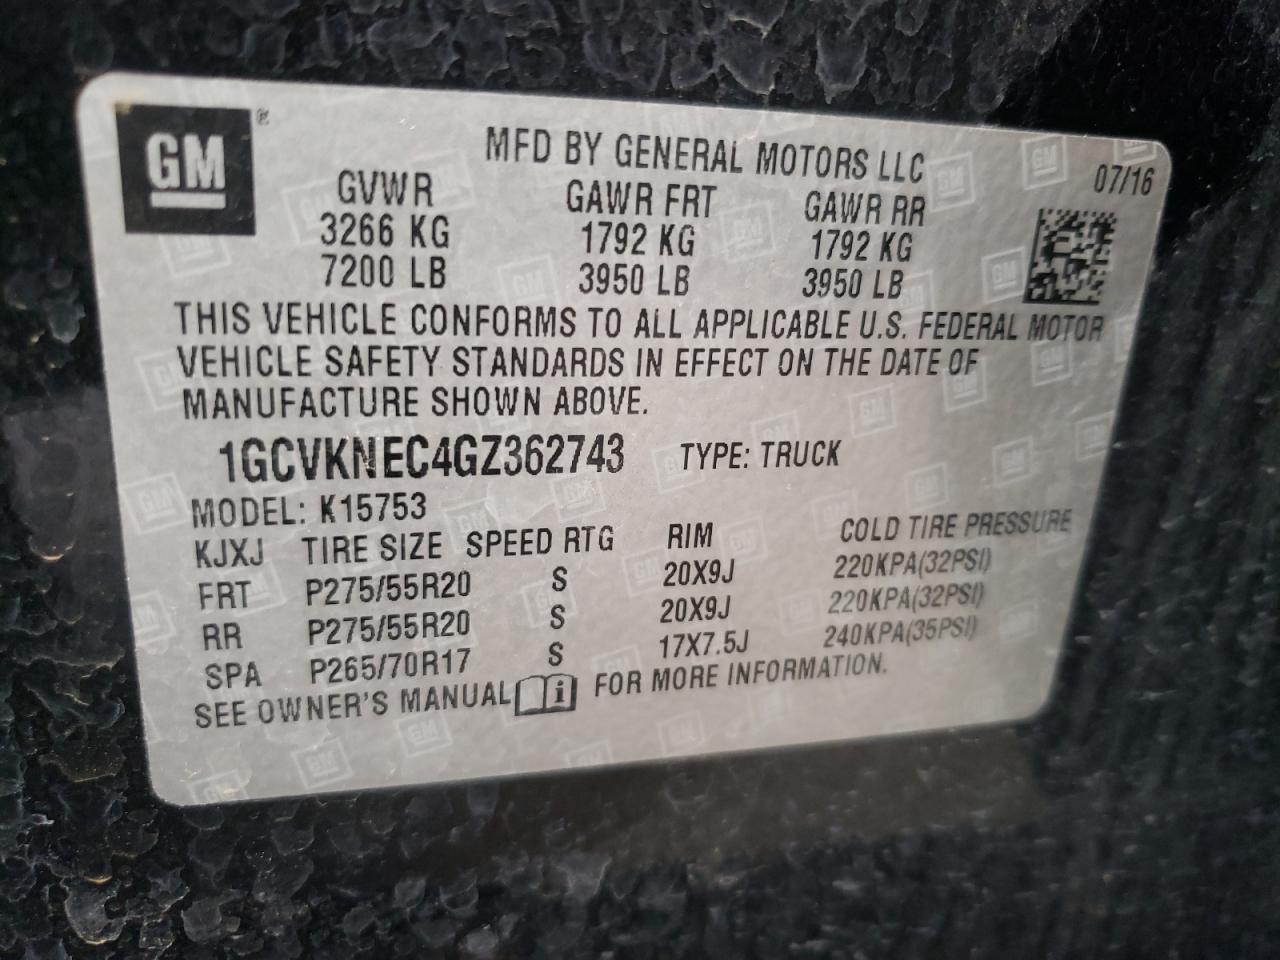 GM®
MFD BY GENERAL MOTORS LLC
07/16
GVWR GAWR FRT GAWR RR
3266 KG 1792 KG 1792 KG
7200 LB 3950 LB 3950 LB
THIS VEHICLE CONFORMS TO ALL APPLICABLE U.S. FEDERAL MOTOR
VEHICLE SAFETY STANDARDS IN EFFECT ON THE DATE OF
MANUFACTURE SHOWN ABOVE.
1GCVKNEC4GZ362743 TYPE: TRUCK
MODEL: K15753
KJXJ TIRE SIZE SPEED RTG RIM COLD TIRE PRESSURE
FRT P275/55R20 S 20X9J 220KPA(32PSI)
RR P275/55R20 S 20X9J 220KPA(32PSI)
SPA P265/70R17 S 17X7.5J 240KPA(35PSI)
SEE OWNER'S MANUAL i FOR MORE INFORMATION.